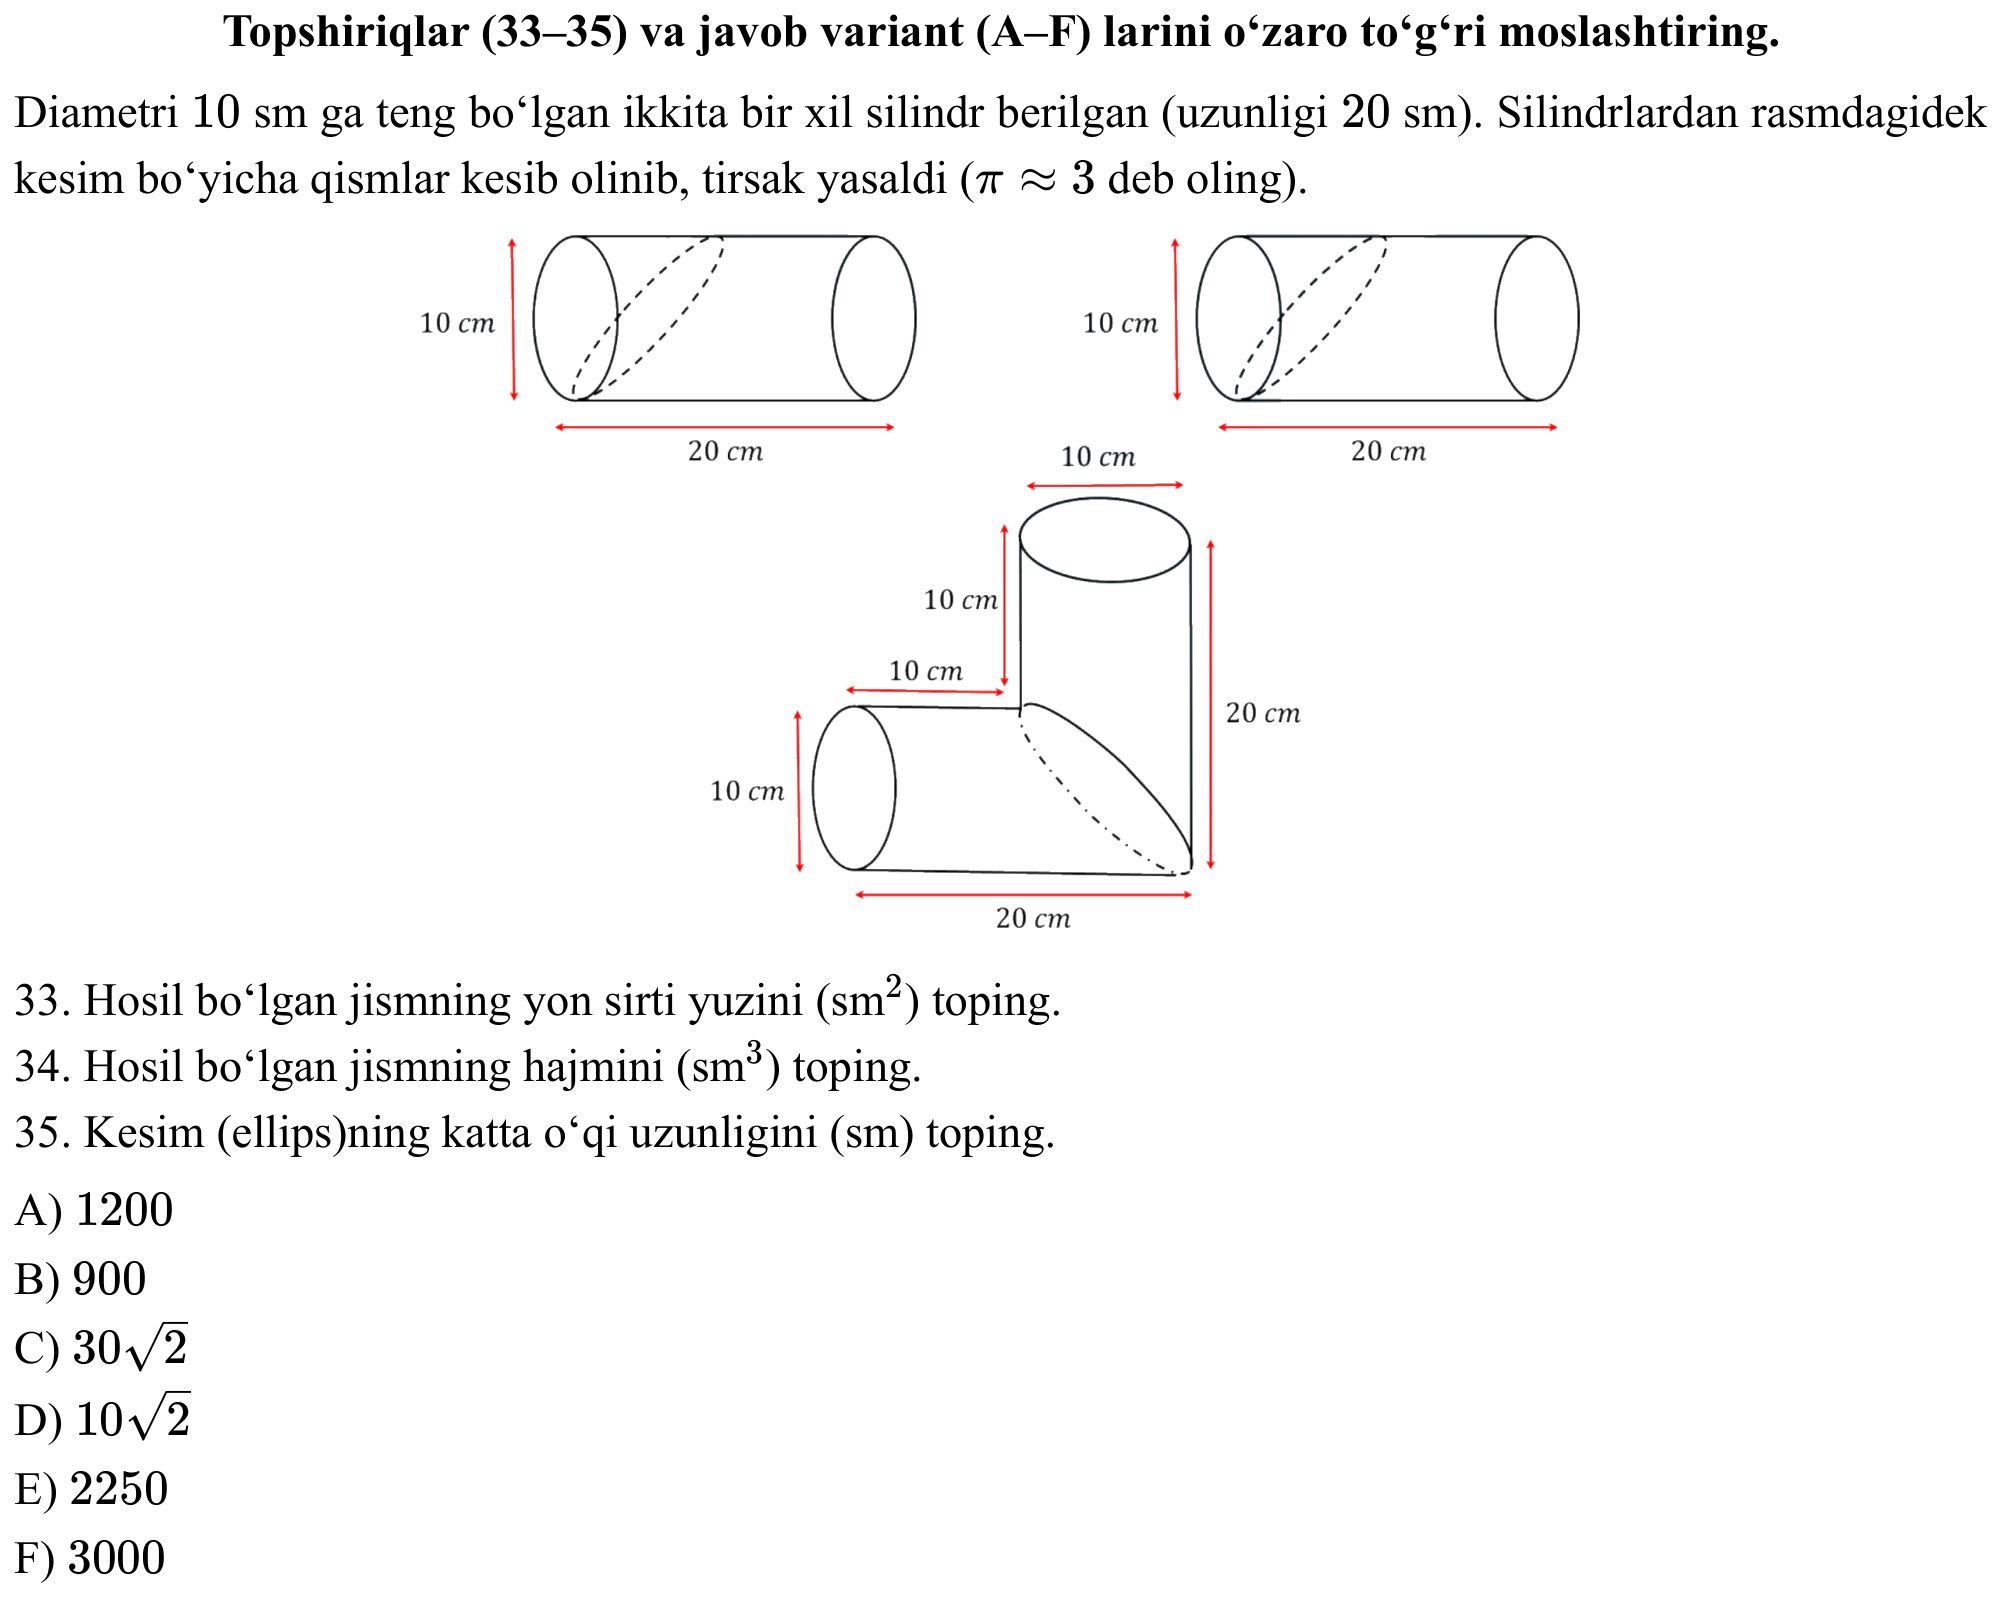 Topshiriqlar (33–35) va javob variant (A–F) larini o‘zaro to‘g‘ri moslashtiring.
Diametri 10 sm ga teng bo‘lgan ikkita bir xil silindr berilgan (uzunligi 20 sm). Silindrlardan rasmdagidek
kesim bo‘yicha qismlar kesib olinib, tirsak yasaldi (π ≈ 3 deb oling).
10 cm
20 cm
10 cm
20 cm
10 cm
10 cm
10 cm
20 cm
10 cm
20 cm
33. Hosil bo‘lgan jismning yon sirti yuzini (sm²) toping.
34. Hosil bo‘lgan jismning hajmini (sm³) toping.
35. Kesim (ellips)ning katta o‘qi uzunligini (sm) toping.
A) 1200
B) 900
C) 30√2
D) 10√2
E) 2250
F) 3000